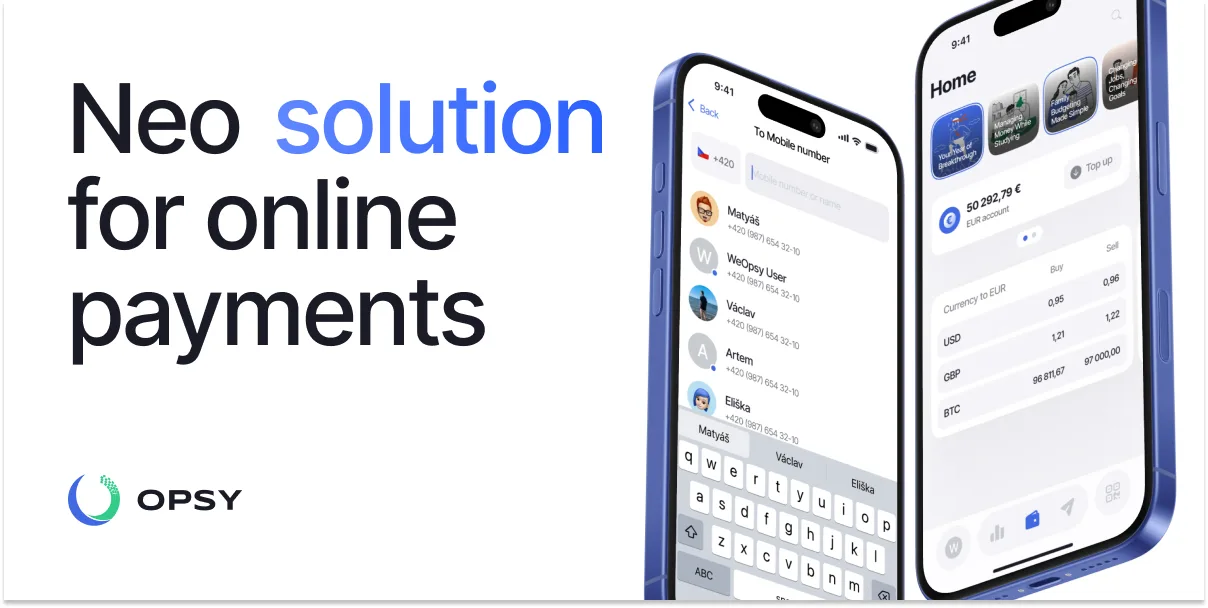 Neo solution
for online
payments
OPSY
9:41
Back
To Mobile number
+420
Mobile number or name
Matyáš
+420 (987) 654 32-10
W
WeOpsy User
+420 (987) 654 32-10
Václav
+420 (987) 654 32-10
A
Artem
+420 (987) 654 32-10
Eliška
+420 (987) 654 32-10
Matyáš Václav Eliška
q w e r t y u i o p
a s d f g h j k l
z x c v b n m
ABC
9:41
Home
Your Year of
Breakthrough
Managing
Money While
Studying
Family
Budgeting
Made Simple
Changing
Jobs,
Changing
Goals
50 292,79 €
EUR account
Top up
Currency to EUR Buy Sell
USD 0,95 0,96
GBP 1,21 1,22
BTC 96 811,67 97 000,00
W